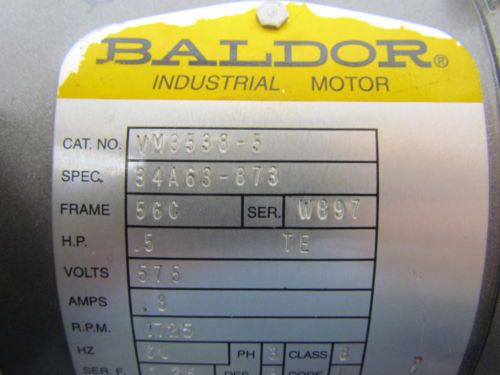 BALDOR®
INDUSTRIAL MOTOR
CAT. NO. VM3538-5
SPEC. 34A63-873
FRAME 56C SER. W897
H.P. .5 TE
VOLTS 575
AMPS .8
R.P.M. 1725
HZ 60 PH 3 CLASS B
SER. F.